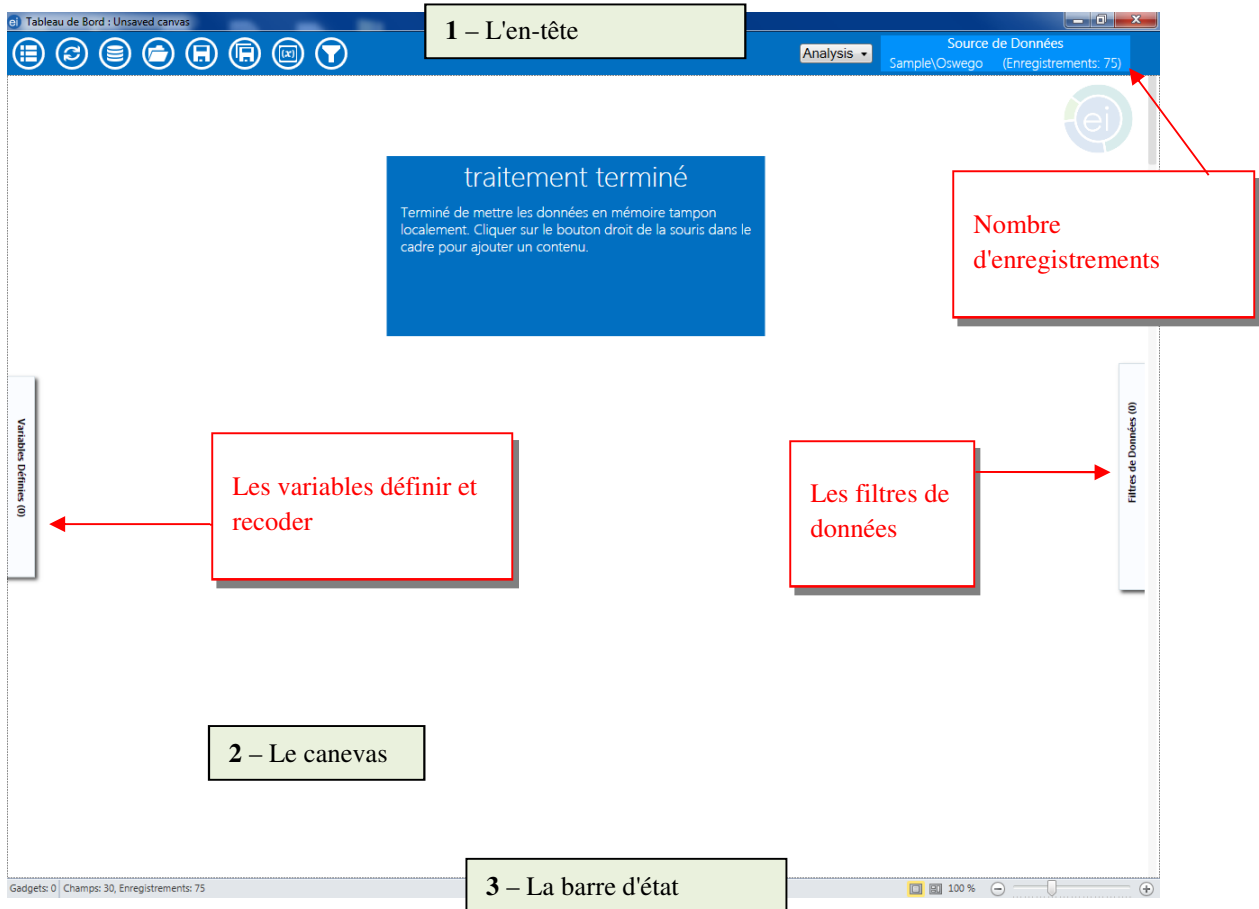 ei Tableau de Bord : Unsaved canvas
1 – L'en-tête
Analysis
Source de Données
Sample\Oswego (Enregistrements: 75)
[x]
ei
traitement terminé
Terminé de mettre les données en mémoire tampon
localement. Cliquer sur le bouton droit de la souris dans le
cadre pour ajouter un contenu.
Nombre
d'enregistrements
Variables Définies (0)
Les variables définir et
recoder
Les filtres de
données
Filtres de Données (0)
2 – Le canevas
3 – La barre d'état
Gadgets: 0 Champs: 30, Enregistrements: 75
100 %